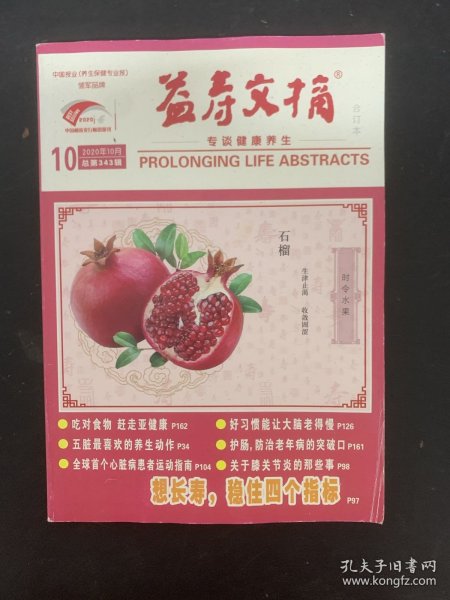 中国报业(养生保健专业报)
领军品牌
2020
益寿文摘®
合订本
专谈健康养生
10
2020年10月
总第343辑
PROLONGING LIFE ABSTRACTS
石榴
生津止渴 收敛固涩
时令水果
吃对食物 赶走亚健康 P162
好习惯能让大脑老得慢 P126
五脏最喜欢的养生动作 P34
护肠,防治老年病的突破口 P161
全球首个心脏病患者运动指南 P104
关于膝关节炎的那些事 P98
想长寿,稳住四个指标 P97
孔夫子旧书网
www.kongfz.com